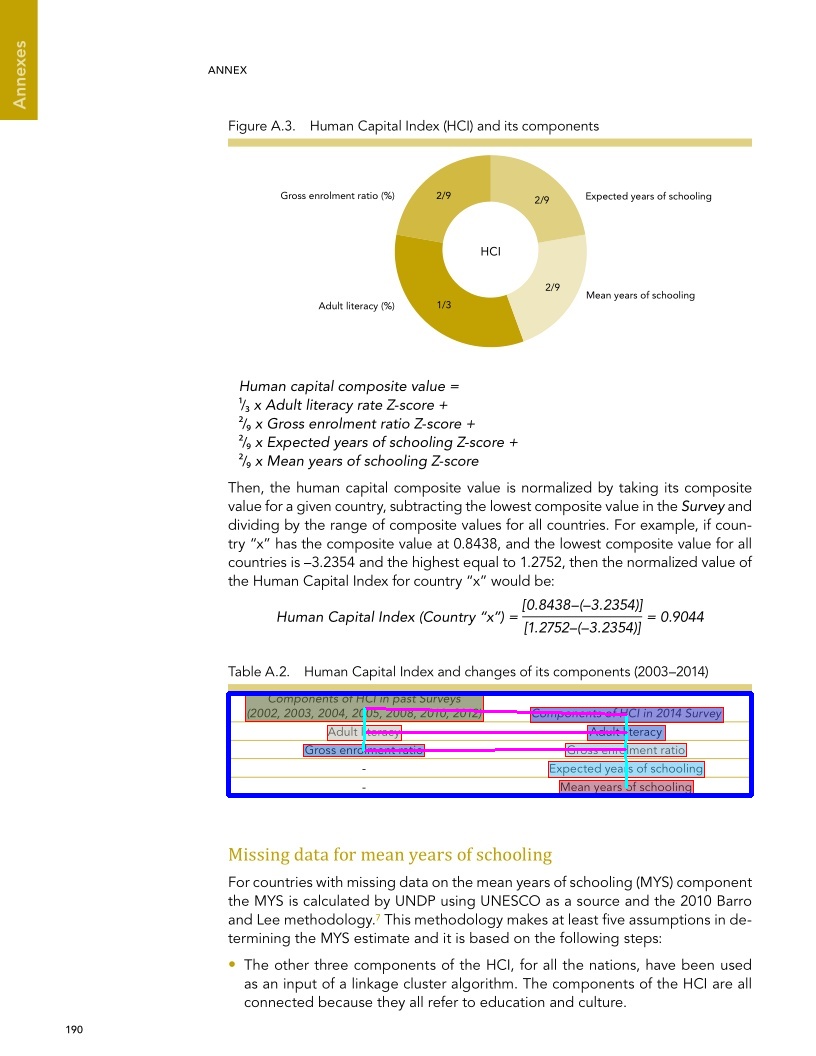 Annexes
ANNEX
Figure A.3. Human Capital Index (HCI) and its components
Gross enrolment ratio (%)
2/9
2/9
Expected years of schooling
HCI
2/9
Mean years of schooling
Adult literacy (%)
1/3
Human capital composite value =
1/3 x Adult literacy rate Z-score +
2/9 x Gross enrolment ratio Z-score +
2/9 x Expected years of schooling Z-score +
2/9 x Mean years of schooling Z-score
Then, the human capital composite value is normalized by taking its composite
value for a given country, subtracting the lowest composite value in the Survey and
dividing by the range of composite values for all countries. For example, if coun-
try “x” has the composite value at 0.8438, and the lowest composite value for all
countries is –3.2354 and the highest equal to 1.2752, then the normalized value of
the Human Capital Index for country “x” would be:
Human Capital Index (Country “x”) = [0.8438–(–3.2354)] / [1.2752–(–3.2354)] = 0.9044
Table A.2. Human Capital Index and changes of its components (2003–2014)
Components of HCI in past Surveys
(2002, 2003, 2004, 2005, 2008, 2010, 2012) Components of HCI in 2014 Survey
Adult literacy Adult literacy
Gross enrolment ratio Gross enrolment ratio
- Expected years of schooling
- Mean years of schooling
Missing data for mean years of schooling
For countries with missing data on the mean years of schooling (MYS) component
the MYS is calculated by UNDP using UNESCO as a source and the 2010 Barro
and Lee methodology.7 This methodology makes at least five assumptions in de-
termining the MYS estimate and it is based on the following steps:
• The other three components of the HCI, for all the nations, have been used
as an input of a linkage cluster algorithm. The components of the HCI are all
connected because they all refer to education and culture.
190